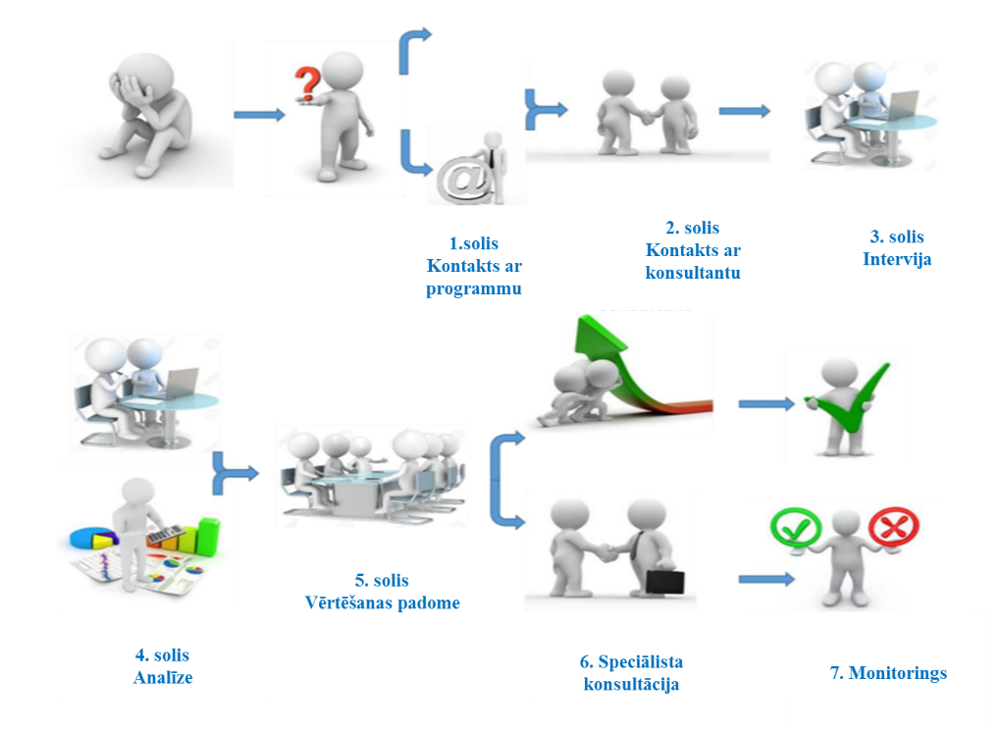 1.solis
Kontakts ar
programmu
2. solis
Kontakts ar
konsultantu
3. solis
Intervija
4. solis
Analīze
5. solis
Vērtēšanas padome
6. Speciālista
konsultācija
7. Monitorings